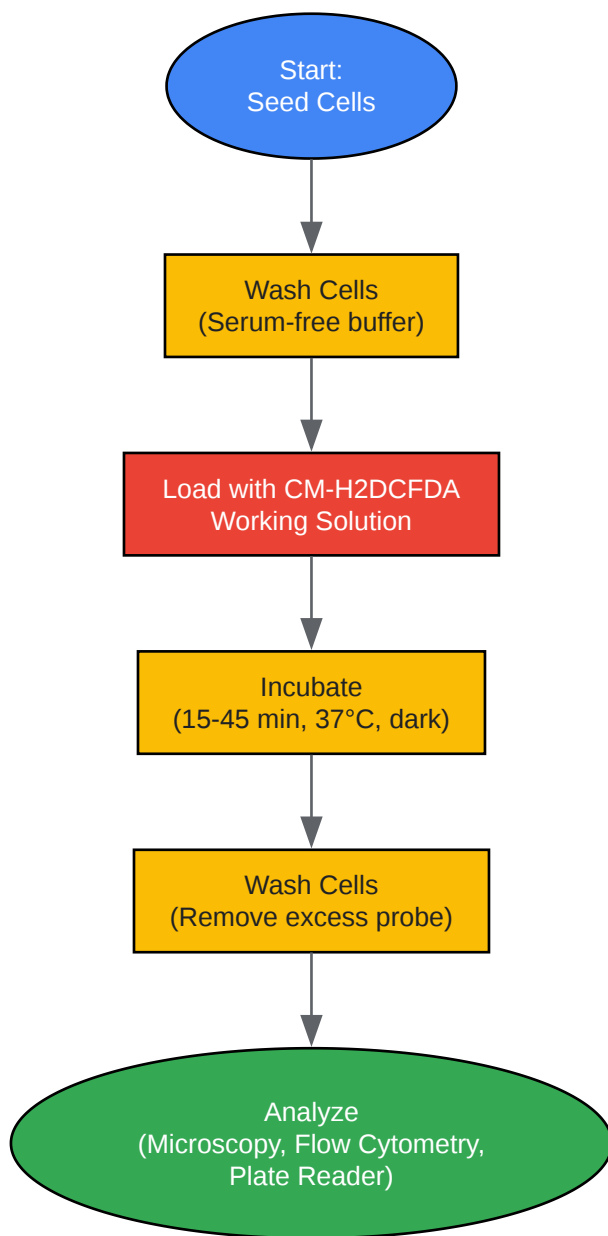 Start:
Seed Cells
Wash Cells
(Serum-free buffer)
Load with CM-H2DCFDA
Working Solution
Incubate
(15-45 min, 37°C, dark)
Wash Cells
(Remove excess probe)
Analyze
(Microscopy, Flow Cytometry,
Plate Reader)